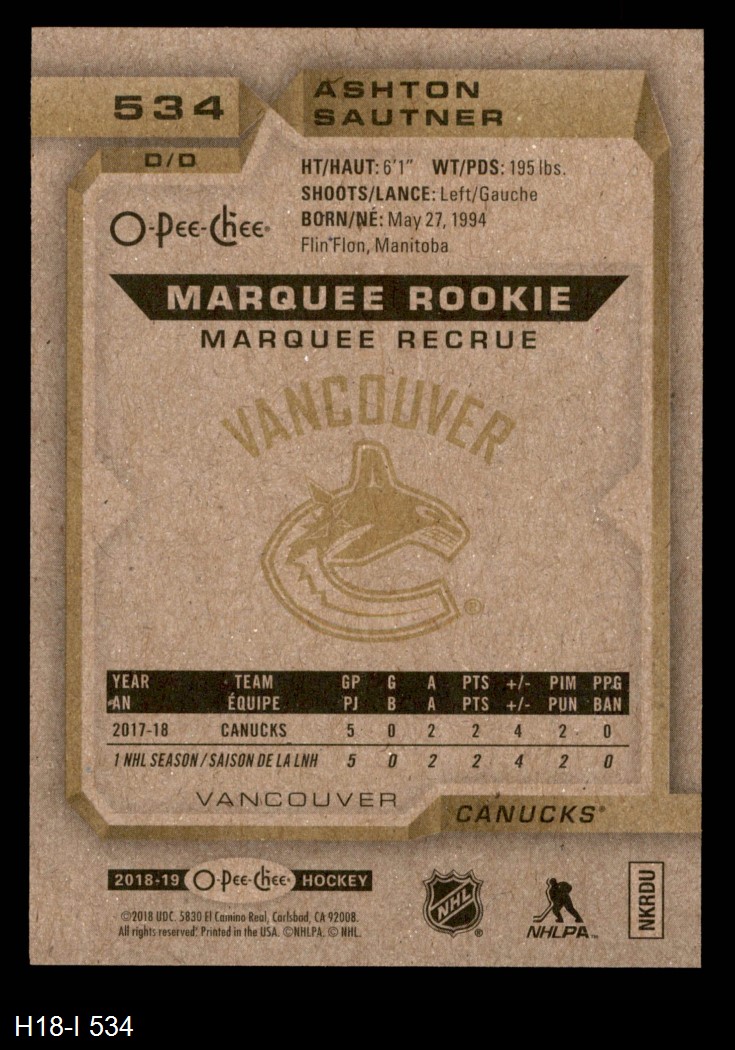 534
D/D
ASHTON
SAUTNER
HT/HAUT: 6'1" WT/PDS: 195 lbs.
SHOOTS/LANCE: Left/Gauche
BORN/NÉ: May 27, 1994
Flin Flon, Manitoba
O-Pee-Chee®
MARQUEE ROOKIE
MARQUEE RECRUE
VANCOUVER
®
YEAR TEAM GP G A PTS +/- PIM PPG
AN ÉQUIPE PJ B A PTS +/- PUN BAN
2017-18 CANUCKS 5 0 2 2 4 2 0
1 NHL SEASON / SAISON DE LA LNH 5 0 2 2 4 2 0
VANCOUVER
CANUCKS®
2018-19 O-Pee-Chee HOCKEY
©2018 UDC. 5830 El Camino Real, Carlsbad, CA 92008.
All rights reserved. Printed in the USA. ©NHLPA. © NHL.
NHL ®
NHLPA™
NKRDU
H18-I 534